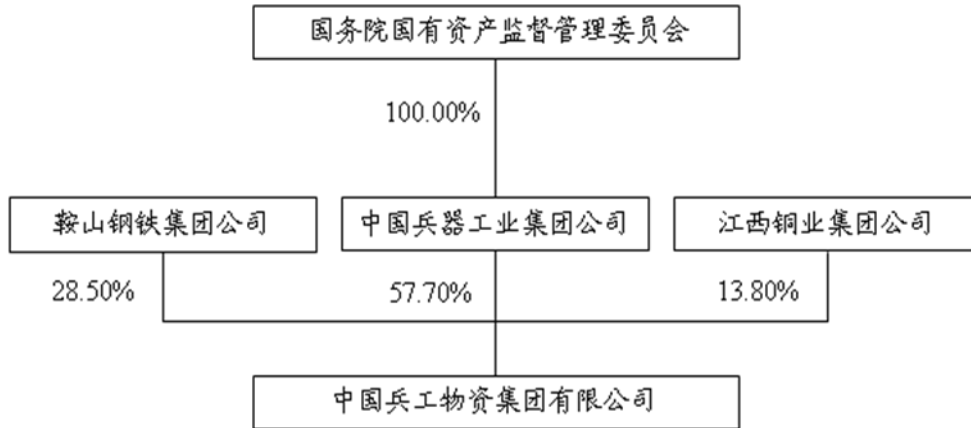 国务院国有资产监督管理委员会
100.00%
鞍山钢铁集团公司
中国兵器工业集团公司
江西铜业集团公司
28.50%
57.70%
13.80%
中国兵工物资集团有限公司